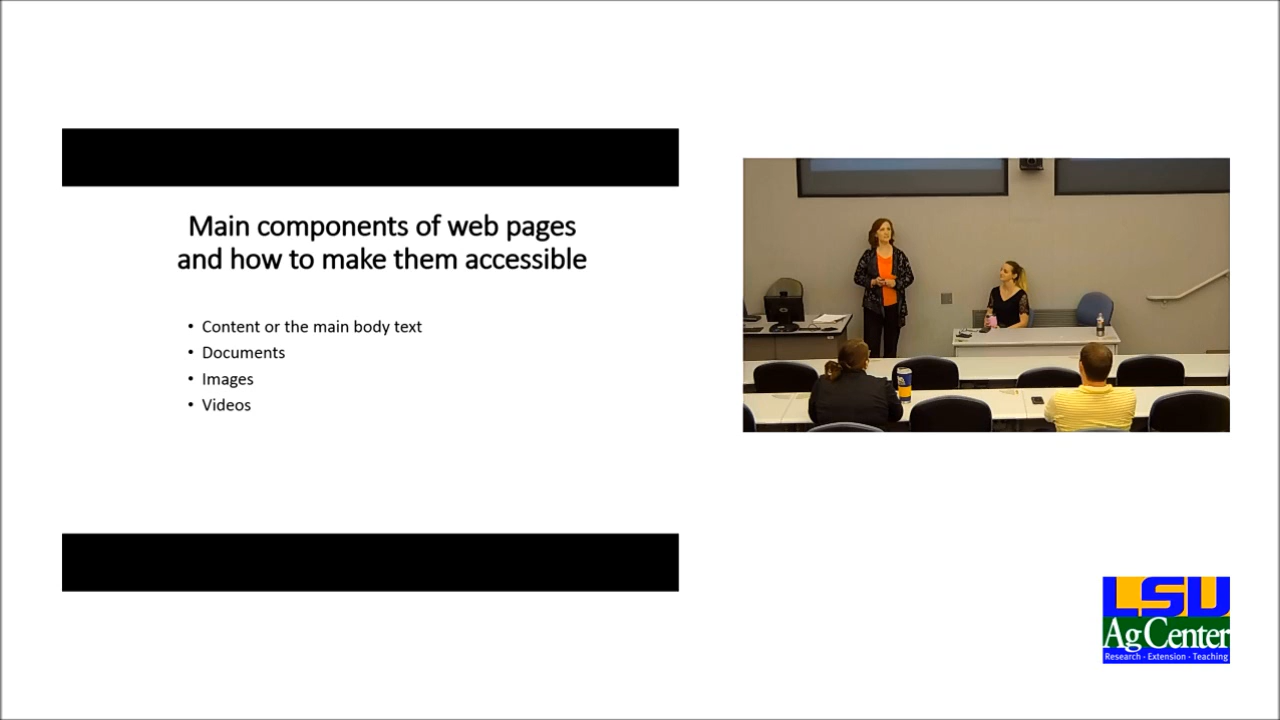 Main components of web pages
and how to make them accessible
• Content or the main body text
• Documents
• Images
• Videos
LSU
AgCenter
Research - Extension - Teaching